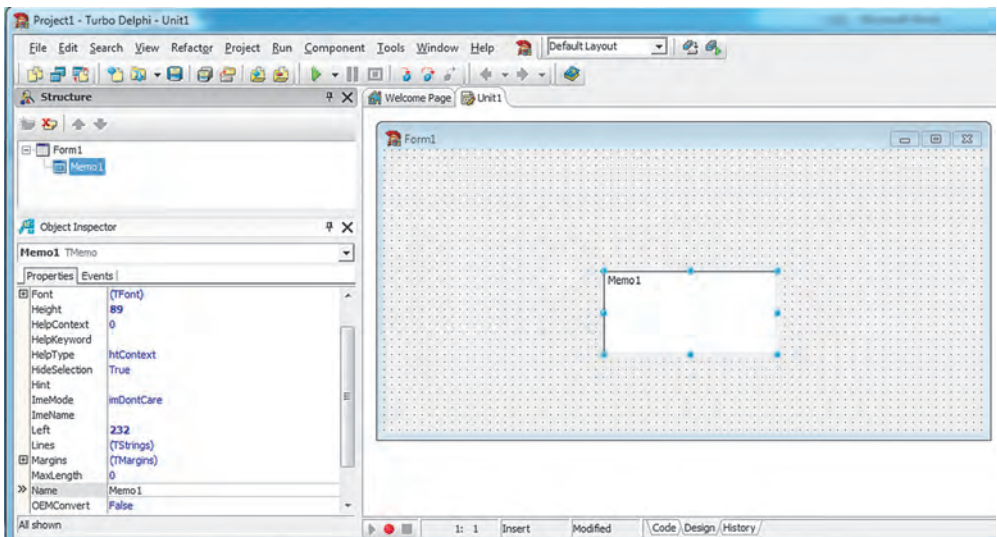 Project1 - Turbo Delphi - Unit1
File Edit Search View Refactor Project Run Component Tools Window Help Default Layout
Structure
Welcome Page Unit1
Form1
Memo1
Form1
Object Inspector
Memo1 TMemo
Properties Events
Font (TFont)
Height 89
HelpContext 0
HelpKeyword
HelpType htContext
HideSelection True
Hint
ImeMode imDontCare
ImeName
Left 232
Lines (TStrings)
Margins (TMargins)
MaxLength 0
Name Memo1
OEMConvert False
All shown
Memo1
1: 1 Insert Modified Code Design History